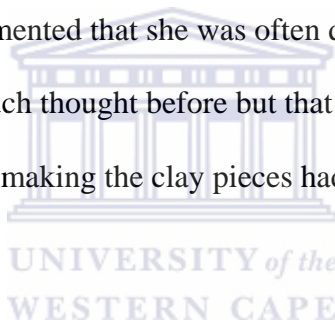 mented that she was often
ch thought before but that
making the clay pieces had
UNIVERSITY of the
WESTERN CAPE